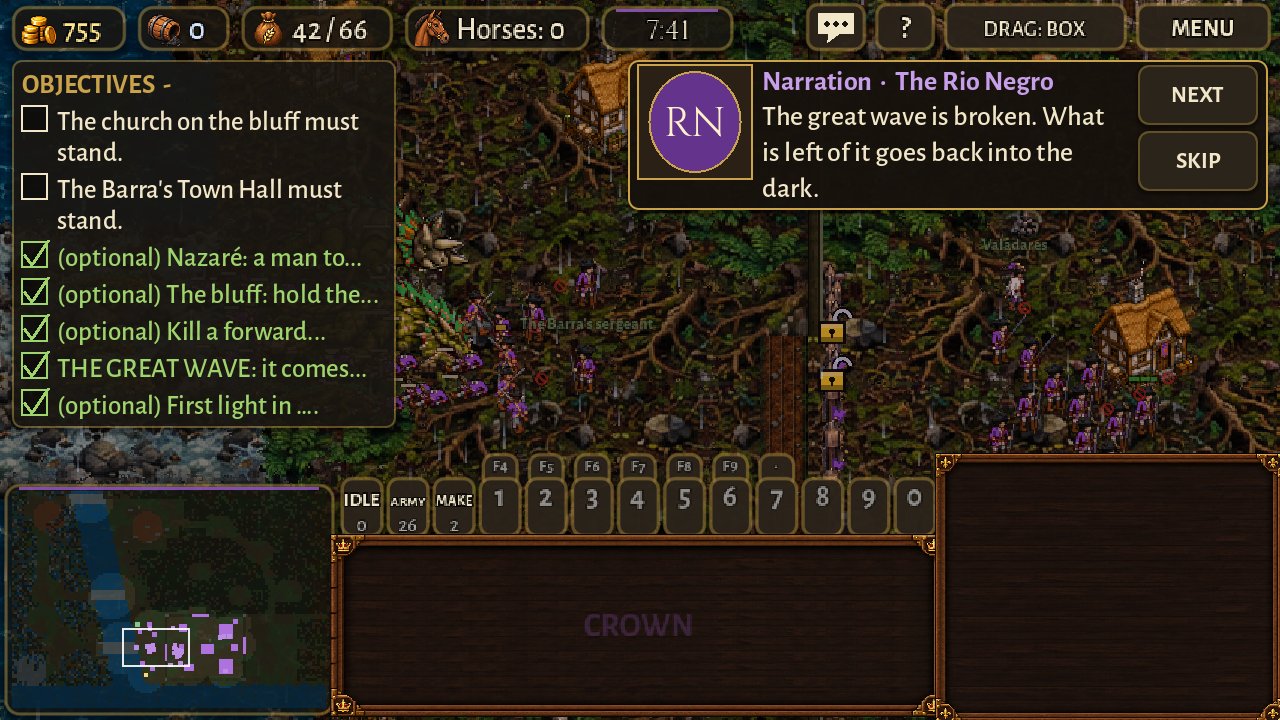 755
0
42/66
Horses: 0
7:41
?
DRAG: BOX
MENU
OBJECTIVES -
The church on the bluff must
stand.
The Barra's Town Hall must
stand.
(optional) Nazaré: a man to...
(optional) The bluff: hold the...
(optional) Kill a forward...
THE GREAT WAVE: it comes...
(optional) First light in ....
RN
Narration · The Rio Negro
The great wave is broken. What
is left of it goes back into the
dark.
NEXT
SKIP
Valadares
The Barra's sergeant
F4 F5 F6 F7 F8 F9 .
IDLE ARMY MAKE 1 2 3 4 5 6 7 8 9 0
0 26 2
CROWN